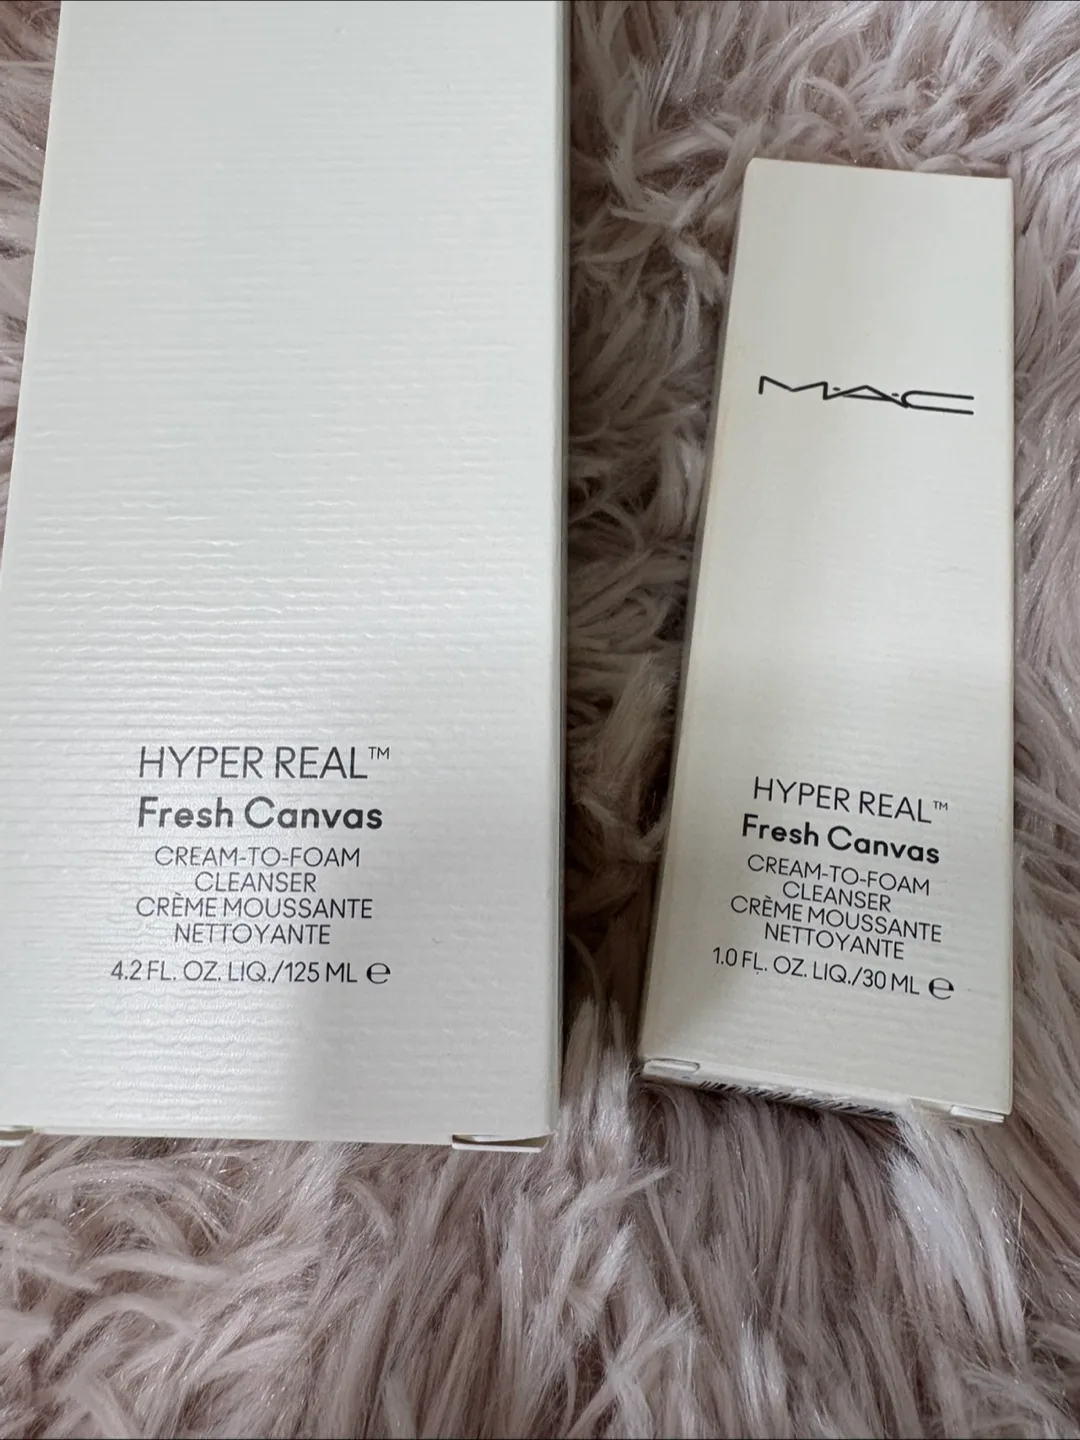 HYPER REAL™
Fresh Canvas
CREAM-TO-FOAM
CLEANSER
CRÈME MOUSSANTE
NETTOYANTE
4.2 FL. OZ. LIQ./125 ML ℮
M·A·C
HYPER REAL™
Fresh Canvas
CREAM-TO-FOAM
CLEANSER
CRÈME MOUSSANTE
NETTOYANTE
1.0 FL. OZ. LIQ./30 ML ℮